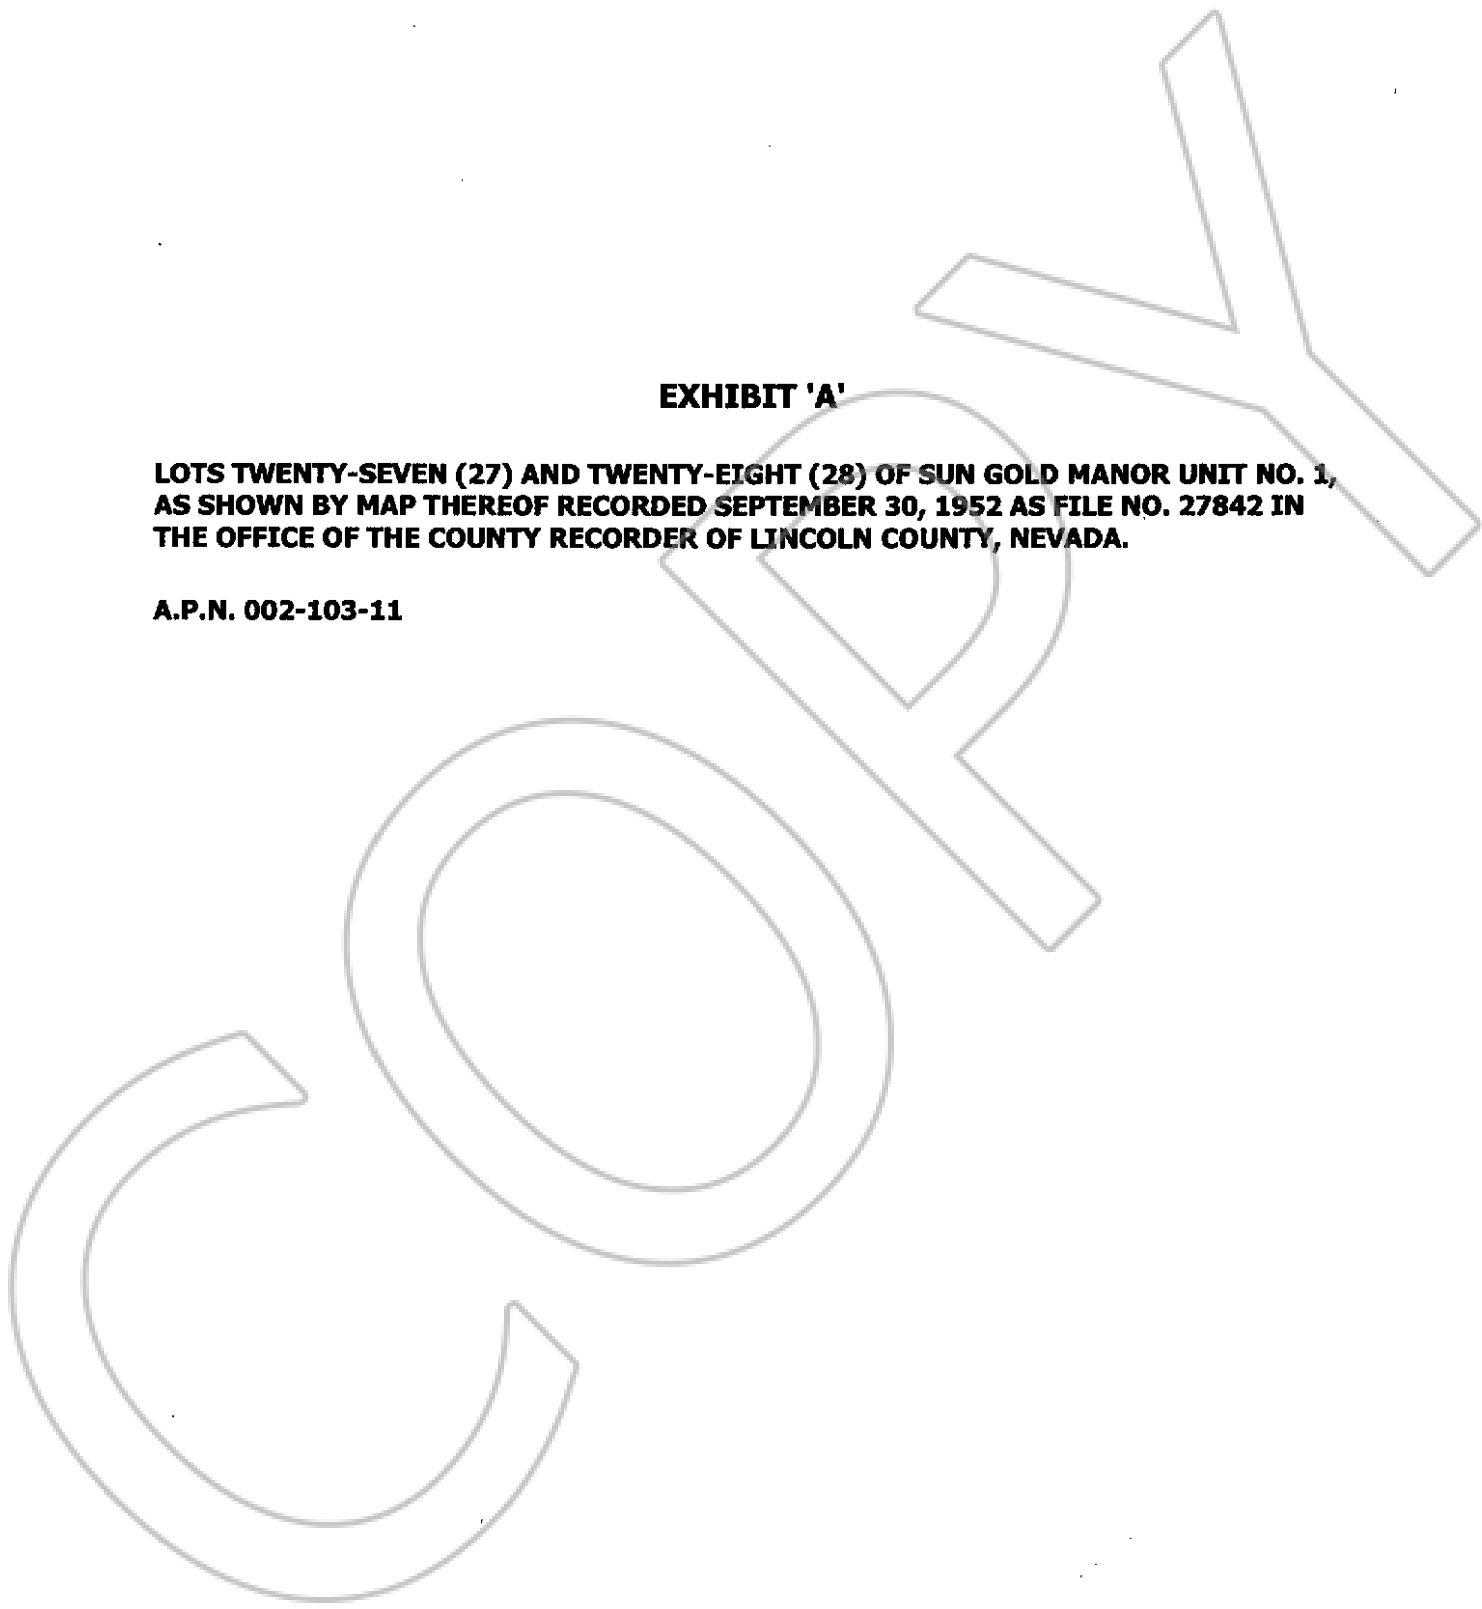 EXHIBIT 'A'
LOTS TWENTY-SEVEN (27) AND TWENTY-EIGHT (28) OF SUN GOLD MANOR UNIT NO. 1,
AS SHOWN BY MAP THEREOF RECORDED SEPTEMBER 30, 1952 AS FILE NO. 27842 IN
THE OFFICE OF THE COUNTY RECORDER OF LINCOLN COUNTY, NEVADA.
A.P.N. 002-103-11
COPY